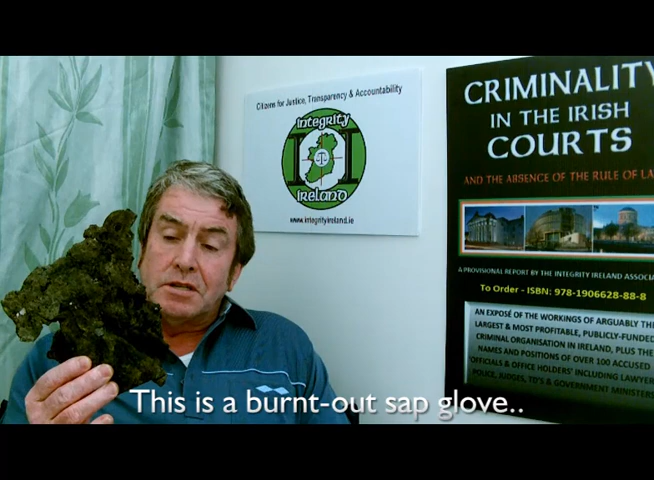 Citizens for Justice, Transparency & Accountability
Integrity
I I
IRELAND
www.integrityireland.ie
CRIMINALITY
IN THE IRISH
COURTS
AND THE ABSENCE OF THE RULE OF LA
A PROVISIONAL REPORT BY THE INTEGRITY IRELAND ASSOCIA
To Order - ISBN: 978-1906628-88-8
AN EXPOSÉ OF THE WORKINGS OF ARGUABLY THE
LARGEST & MOST PROFITABLE, PUBLICLY-FUNDED
CRIMINAL ORGANISATION IN IRELAND, PLUS THE
NAMES AND POSITIONS OF OVER 100 ACCUSED
'OFFICIALS & OFFICE HOLDERS' INCLUDING LAWYER
POLICE, JUDGES, TD'S & GOVERNMENT MINISTERS
This is a burnt-out sap glove..